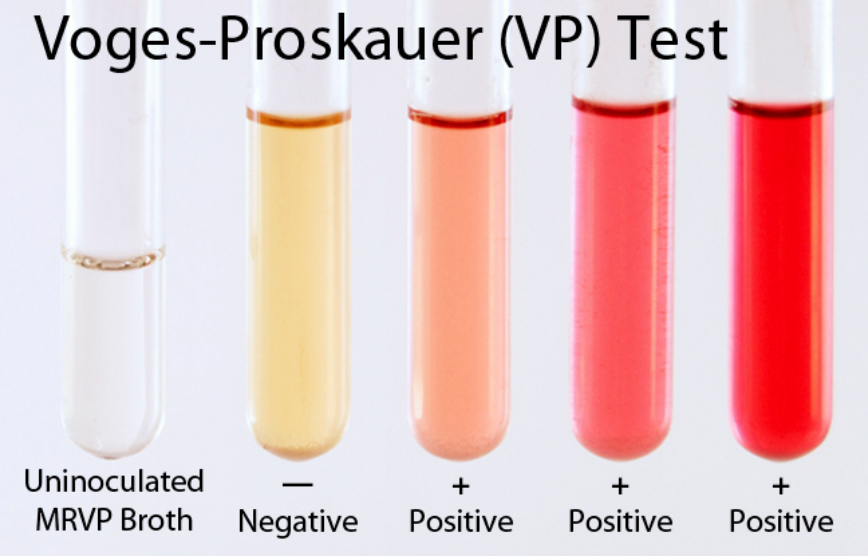 Voges-Proskauer (VP) Test
Uninoculated
MRVP Broth
—
Negative
+
Positive
+
Positive
+
Positive